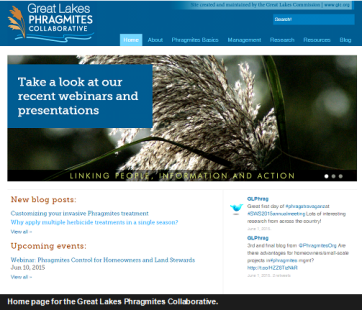 Great Lakes
PHRAGMITES
COLLABORATIVE
Site created and maintained by the Great Lakes Commission | www.glc.org
Search!
Home About Phragmites Basics Management Research Resources Blog
Take a look at our
recent webinars and
presentations
LINKING PEOPLE, INFORMATION AND ACTION
New blog posts:
Customizing your invasive Phragmites treatment
Why apply multiple herbicide treatments in a single season?
View all »
Upcoming events:
Webinar: Phragmites Control for Homeowners and Land Stewards
Jun 10, 2015
View all »
GLPhrag
Great first day of
Lots of interesting
research from across the country!
June 1, 2015
GLPhrag
3rd and final blog from @PhragmitesOrg Are
there advantages for homeowners/small-scale
projects w/phragmites mgmt?
June 1, 2015
Home page for the Great Lakes Phragmites Collaborative.